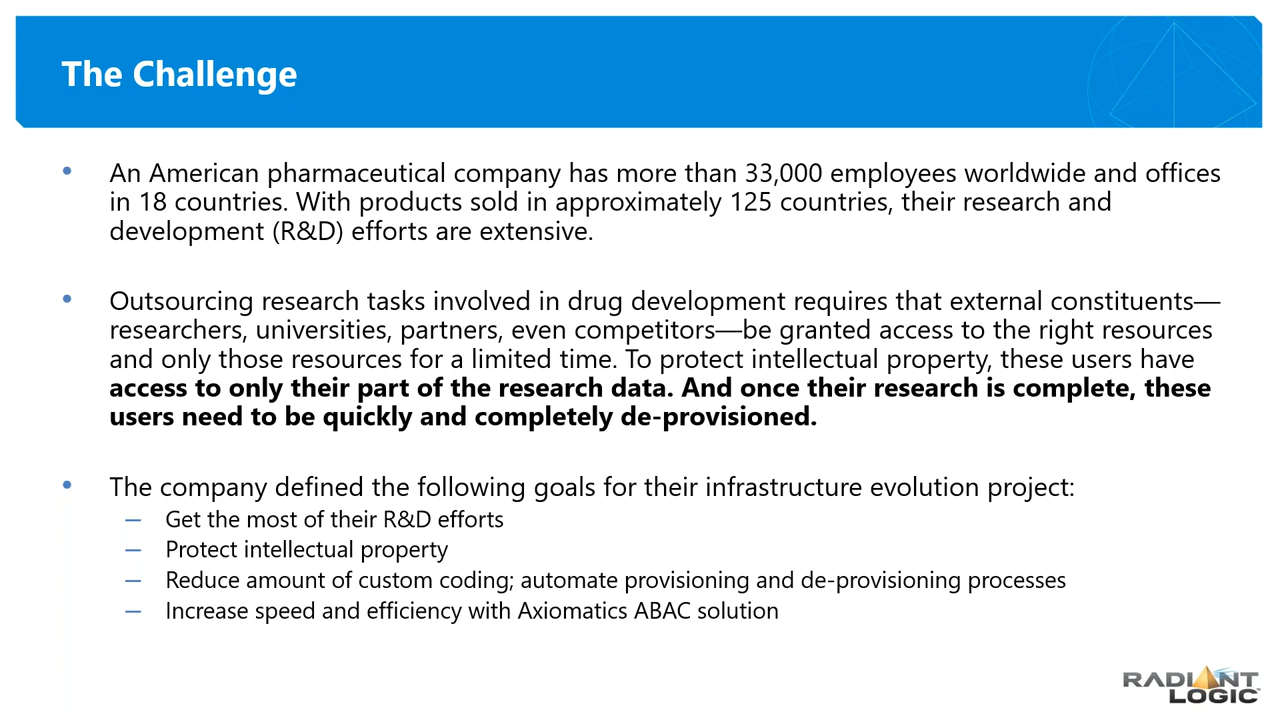 The Challenge
• An American pharmaceutical company has more than 33,000 employees worldwide and offices
in 18 countries. With products sold in approximately 125 countries, their research and
development (R&D) efforts are extensive.
• Outsourcing research tasks involved in drug development requires that external constituents—
researchers, universities, partners, even competitors—be granted access to the right resources
and only those resources for a limited time. To protect intellectual property, these users have
access to only their part of the research data. And once their research is complete, these
users need to be quickly and completely de-provisioned.
• The company defined the following goals for their infrastructure evolution project:
– Get the most of their R&D efforts
– Protect intellectual property
– Reduce amount of custom coding; automate provisioning and de-provisioning processes
– Increase speed and efficiency with Axiomatics ABAC solution
RADIANT
LOGIC